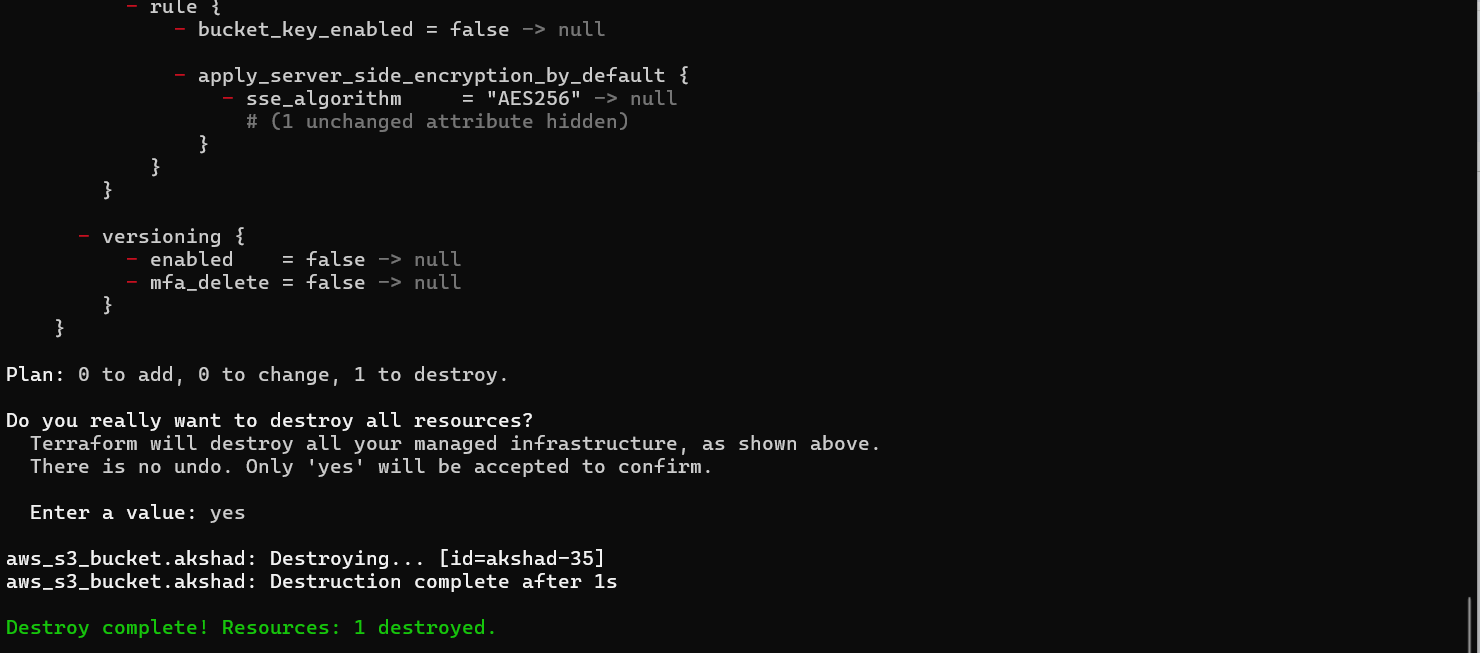 - rule {
- bucket_key_enabled = false -> null
- apply_server_side_encryption_by_default {
- sse_algorithm     = "AES256" -> null
# (1 unchanged attribute hidden)
}
}
}
- versioning {
- enabled    = false -> null
- mfa_delete = false -> null
}
}
Plan: 0 to add, 0 to change, 1 to destroy.
Do you really want to destroy all resources?
Terraform will destroy all your managed infrastructure, as shown above.
There is no undo. Only 'yes' will be accepted to confirm.
Enter a value: yes
aws_s3_bucket.akshad: Destroying... [id=akshad-35]
aws_s3_bucket.akshad: Destruction complete after 1s
Destroy complete! Resources: 1 destroyed.